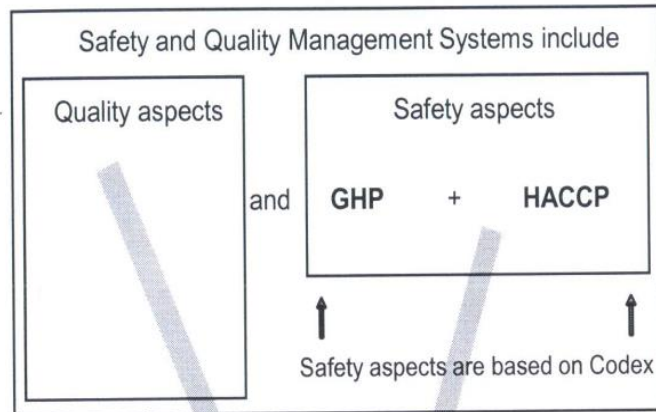 Safety and Quality Management Systems include
Quality aspects
and
Safety aspects
GHP + HACCP
Safety aspects are based on Codex